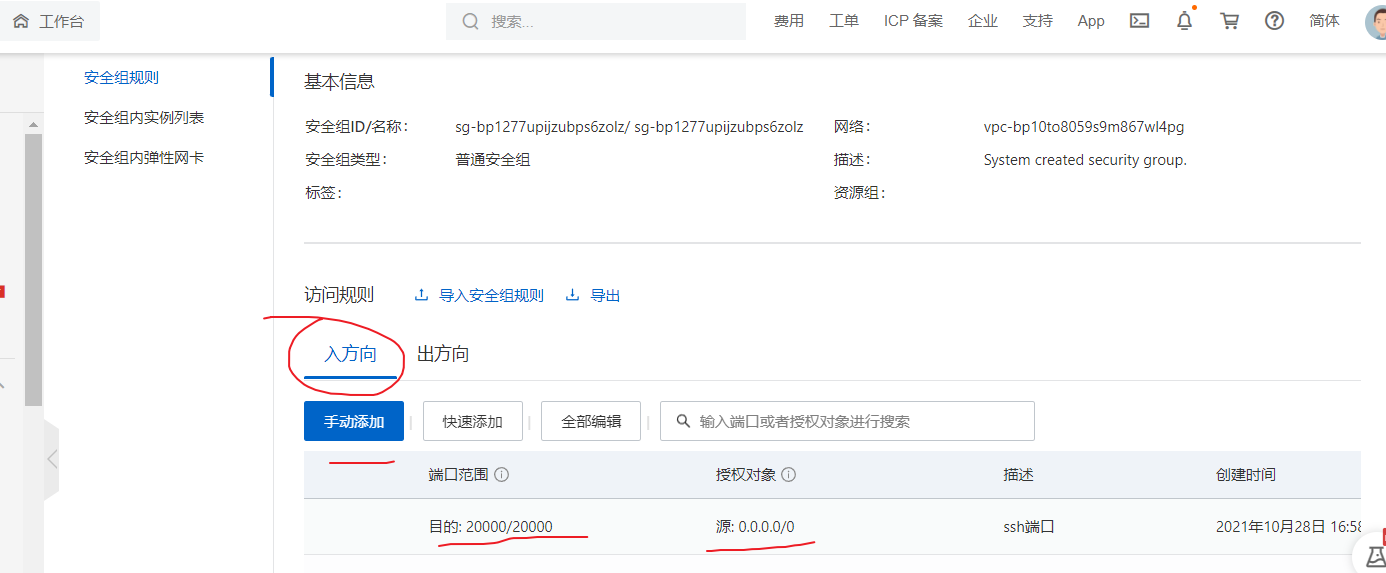 工作台 搜索... 费用 工单 ICP 备案 企业 支持 App 简体
安全组规则
安全组内实例列表
安全组内弹性网卡
基本信息
安全组ID/名称: sg-bp1277upijzubps6zolz/ sg-bp1277upijzubps6zolz 网络: vpc-bp10to8059s9m867wl4pg
安全组类型: 普通安全组 描述: System created security group.
标签: 资源组:
访问规则 导入安全组规则 导出
入方向 出方向
手动添加 快速添加 全部编辑 输入端口或者授权对象进行搜索
端口范围 授权对象 描述 创建时间
目的: 20000/20000 源: 0.0.0.0/0 ssh端口 2021年10月28日 16:58